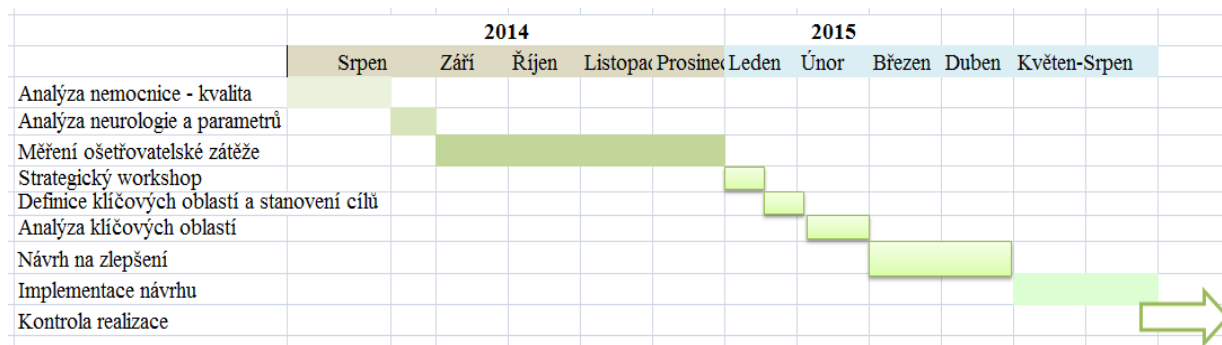 2014 2015
Srpen Září Říjen Listopad Prosinec Leden Únor Březen Duben Květen-Srpen
Analýza nemocnice - kvalita
Analýza neurologie a parametrů
Měření ošetřovatelské zátěže
Strategický workshop
Definice klíčových oblastí a stanovení cílů
Analýza klíčových oblastí
Návrh na zlepšení
Implementace návrhu
Kontrola realizace